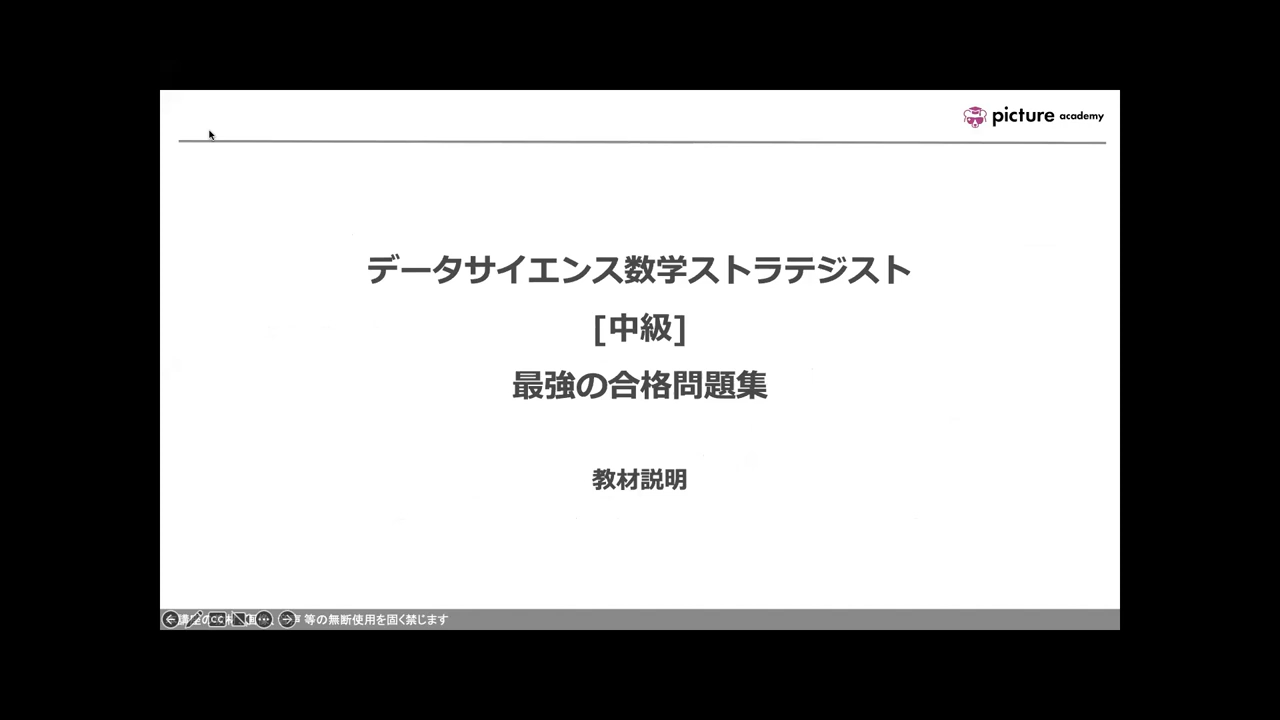 picture academy
データサイエンス数学ストラテジスト
[中級]
最強の合格問題集
教材説明
等の無断使用を固く禁じます